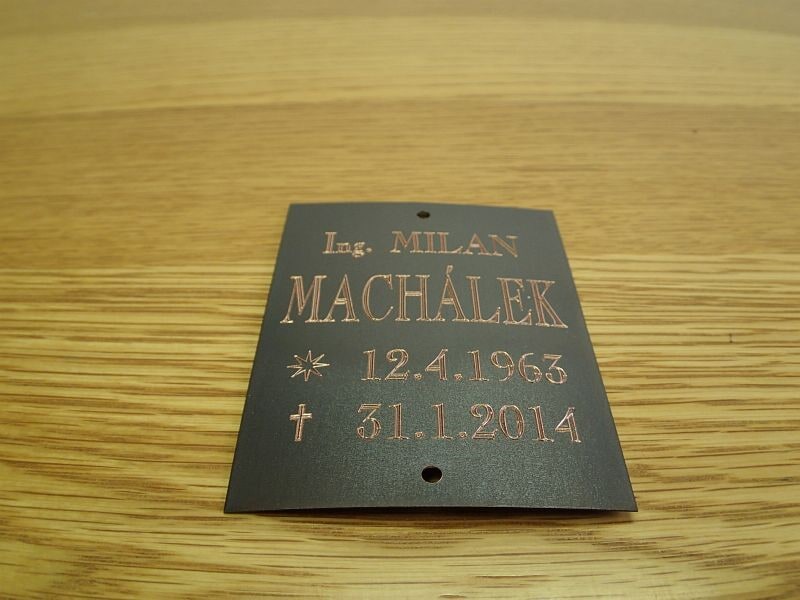 Ing. MILAN
MACHÁLEK
* 12.4.1963
† 31.1.2014